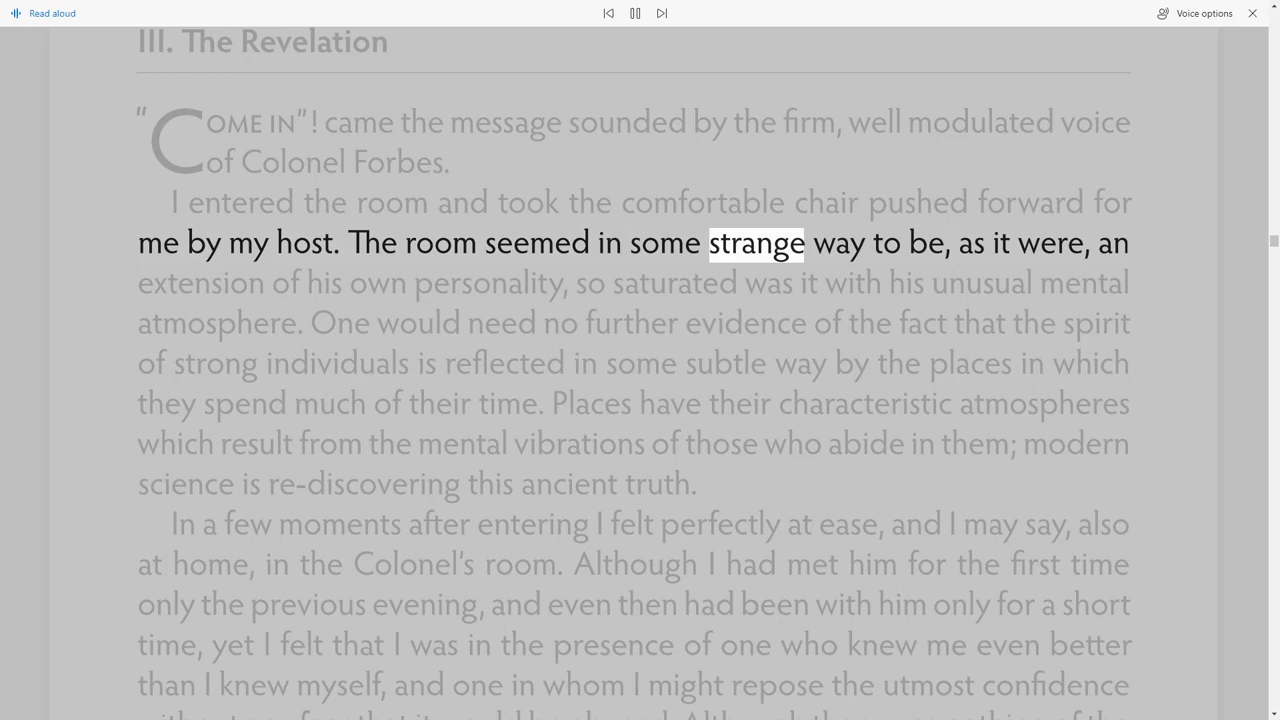 Read aloud
Voice options
III. The Revelation
"COME IN"! came the message sounded by the firm, well modulated voice
of Colonel Forbes.
I entered the room and took the comfortable chair pushed forward for
me by my host. The room seemed in some strange way to be, as it were, an
extension of his own personality, so saturated was it with his unusual mental
atmosphere. One would need no further evidence of the fact that the spirit
of strong individuals is reflected in some subtle way by the places in which
they spend much of their time. Places have their characteristic atmospheres
which result from the mental vibrations of those who abide in them; modern
science is re-discovering this ancient truth.
In a few moments after entering I felt perfectly at ease, and I may say, also
at home, in the Colonel's room. Although I had met him for the first time
only the previous evening, and even then had been with him only for a short
time, yet I felt that I was in the presence of one who knew me even better
than I knew myself, and one in whom I might repose the utmost confidence